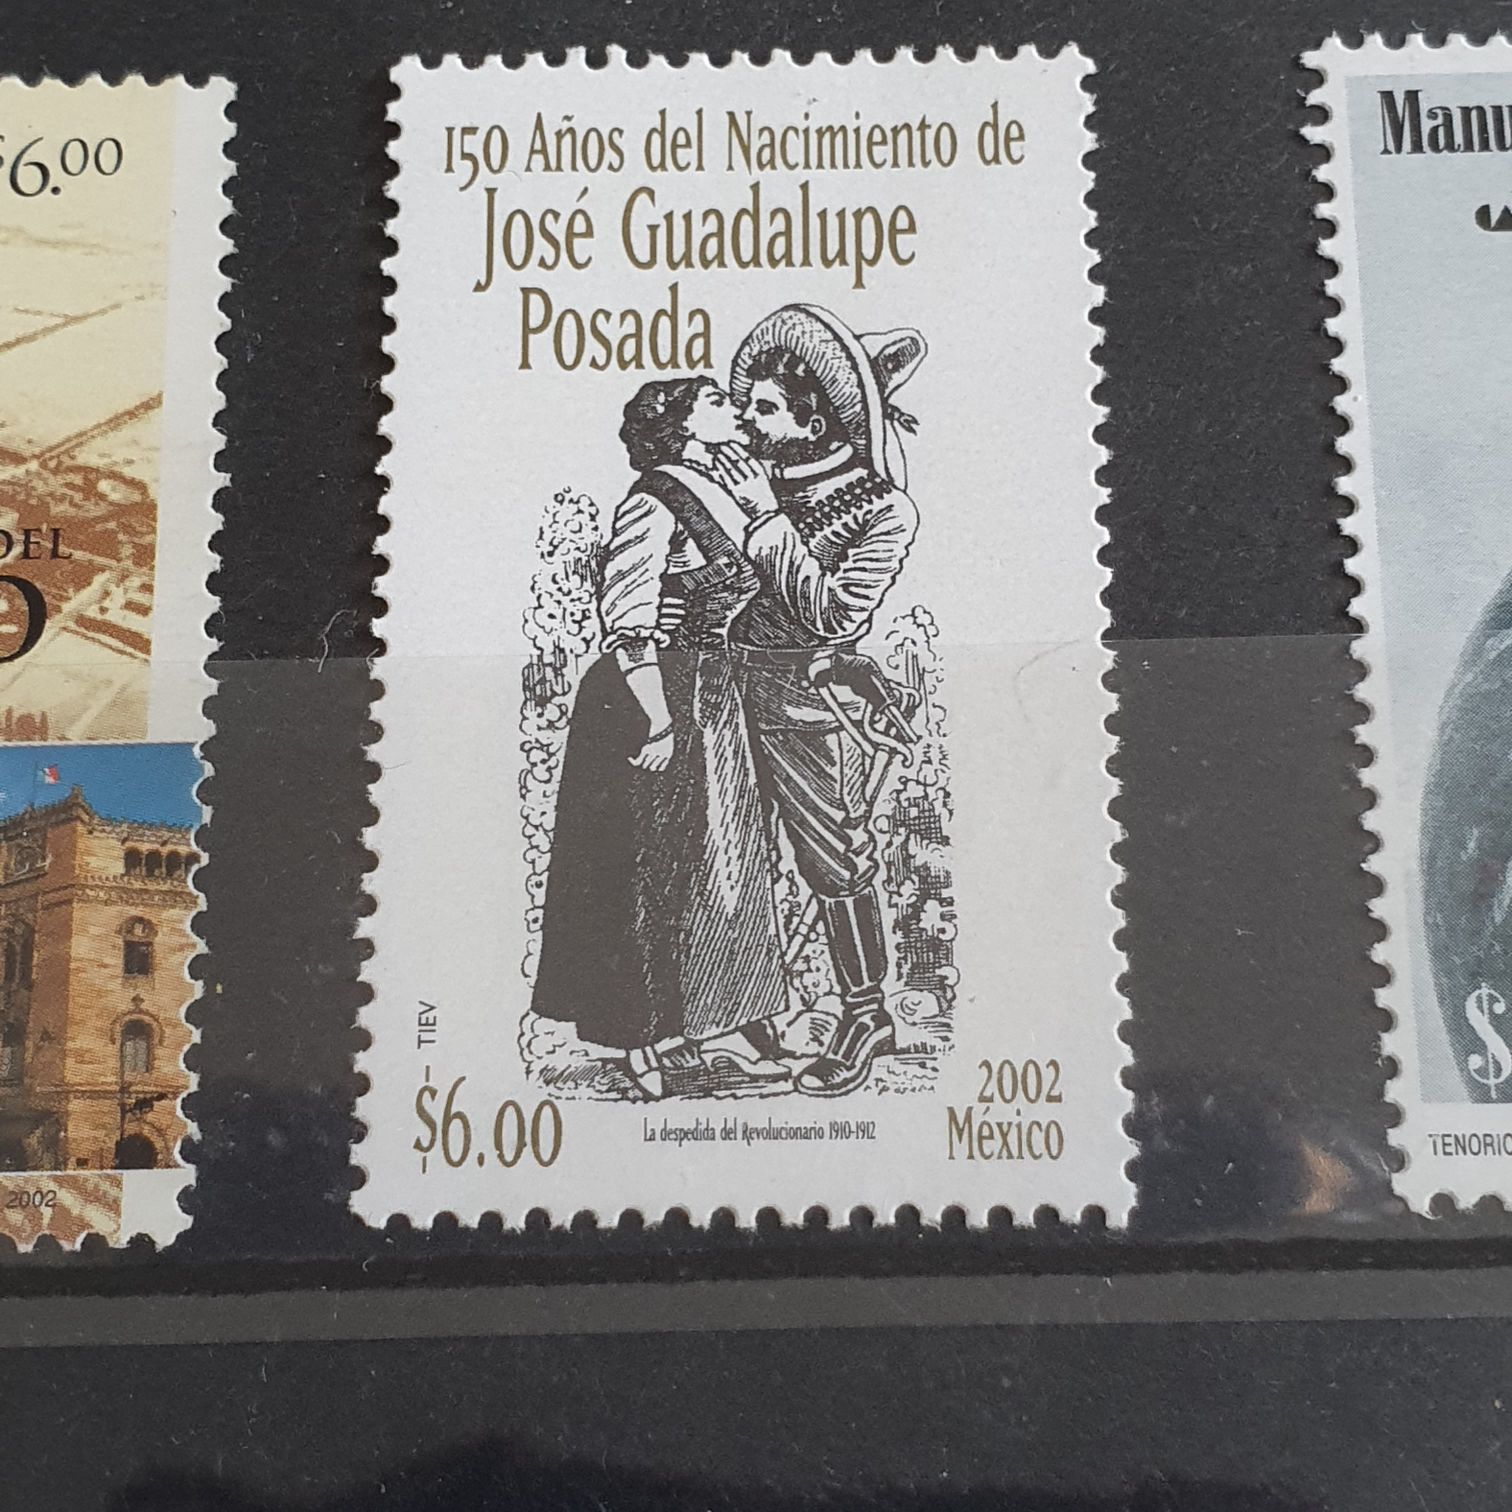 $6.00
DEL
2002
150 Años del Nacimiento de
José Guadalupe
Posada
TIEV
$6.00
La despedida del Revolucionario 1910-1912
2002
México
Manu
$
TENORIO